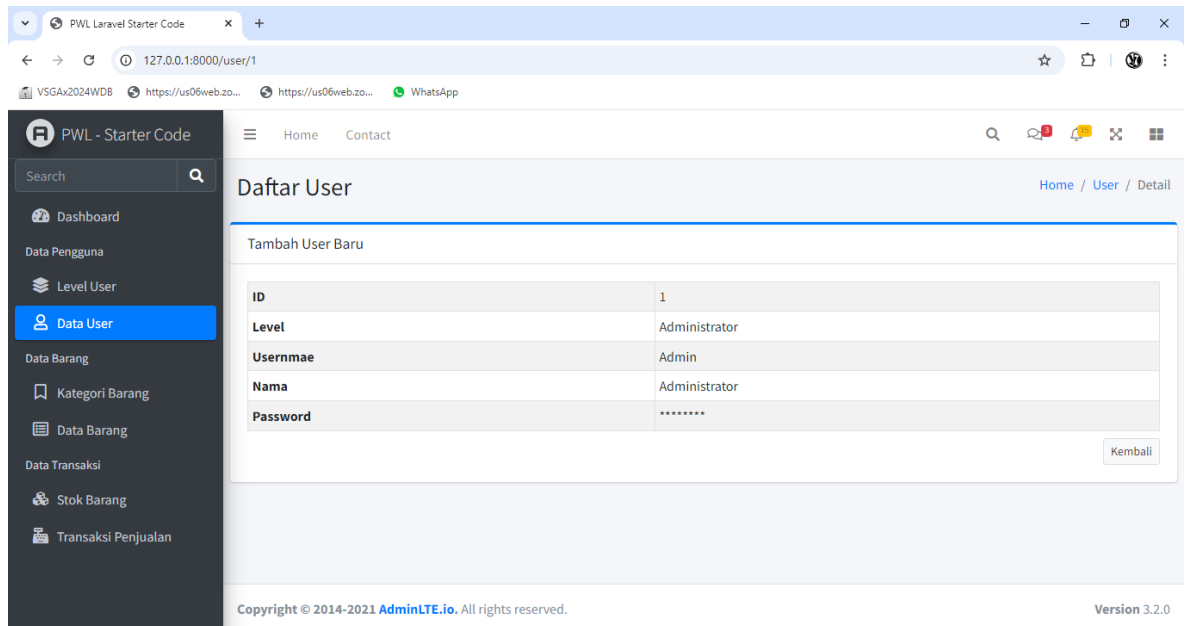 PWL Laravel Starter Code
127.0.0.1:8000/user/1
VSGAx2024WDB https://us06web.zo... https://us06web.zo... WhatsApp
PWL - Starter Code
Home Contact
3 15
Search
Daftar User
Home / User / Detail
Dashboard
Data Pengguna
Level User
Data User
Data Barang
Kategori Barang
Data Barang
Data Transaksi
Stok Barang
Transaksi Penjualan
Tambah User Baru
ID 1
Level Administrator
Usernmae Admin
Nama Administrator
Password ********
Kembali
Copyright © 2014-2021 AdminLTE.io. All rights reserved.
Version 3.2.0